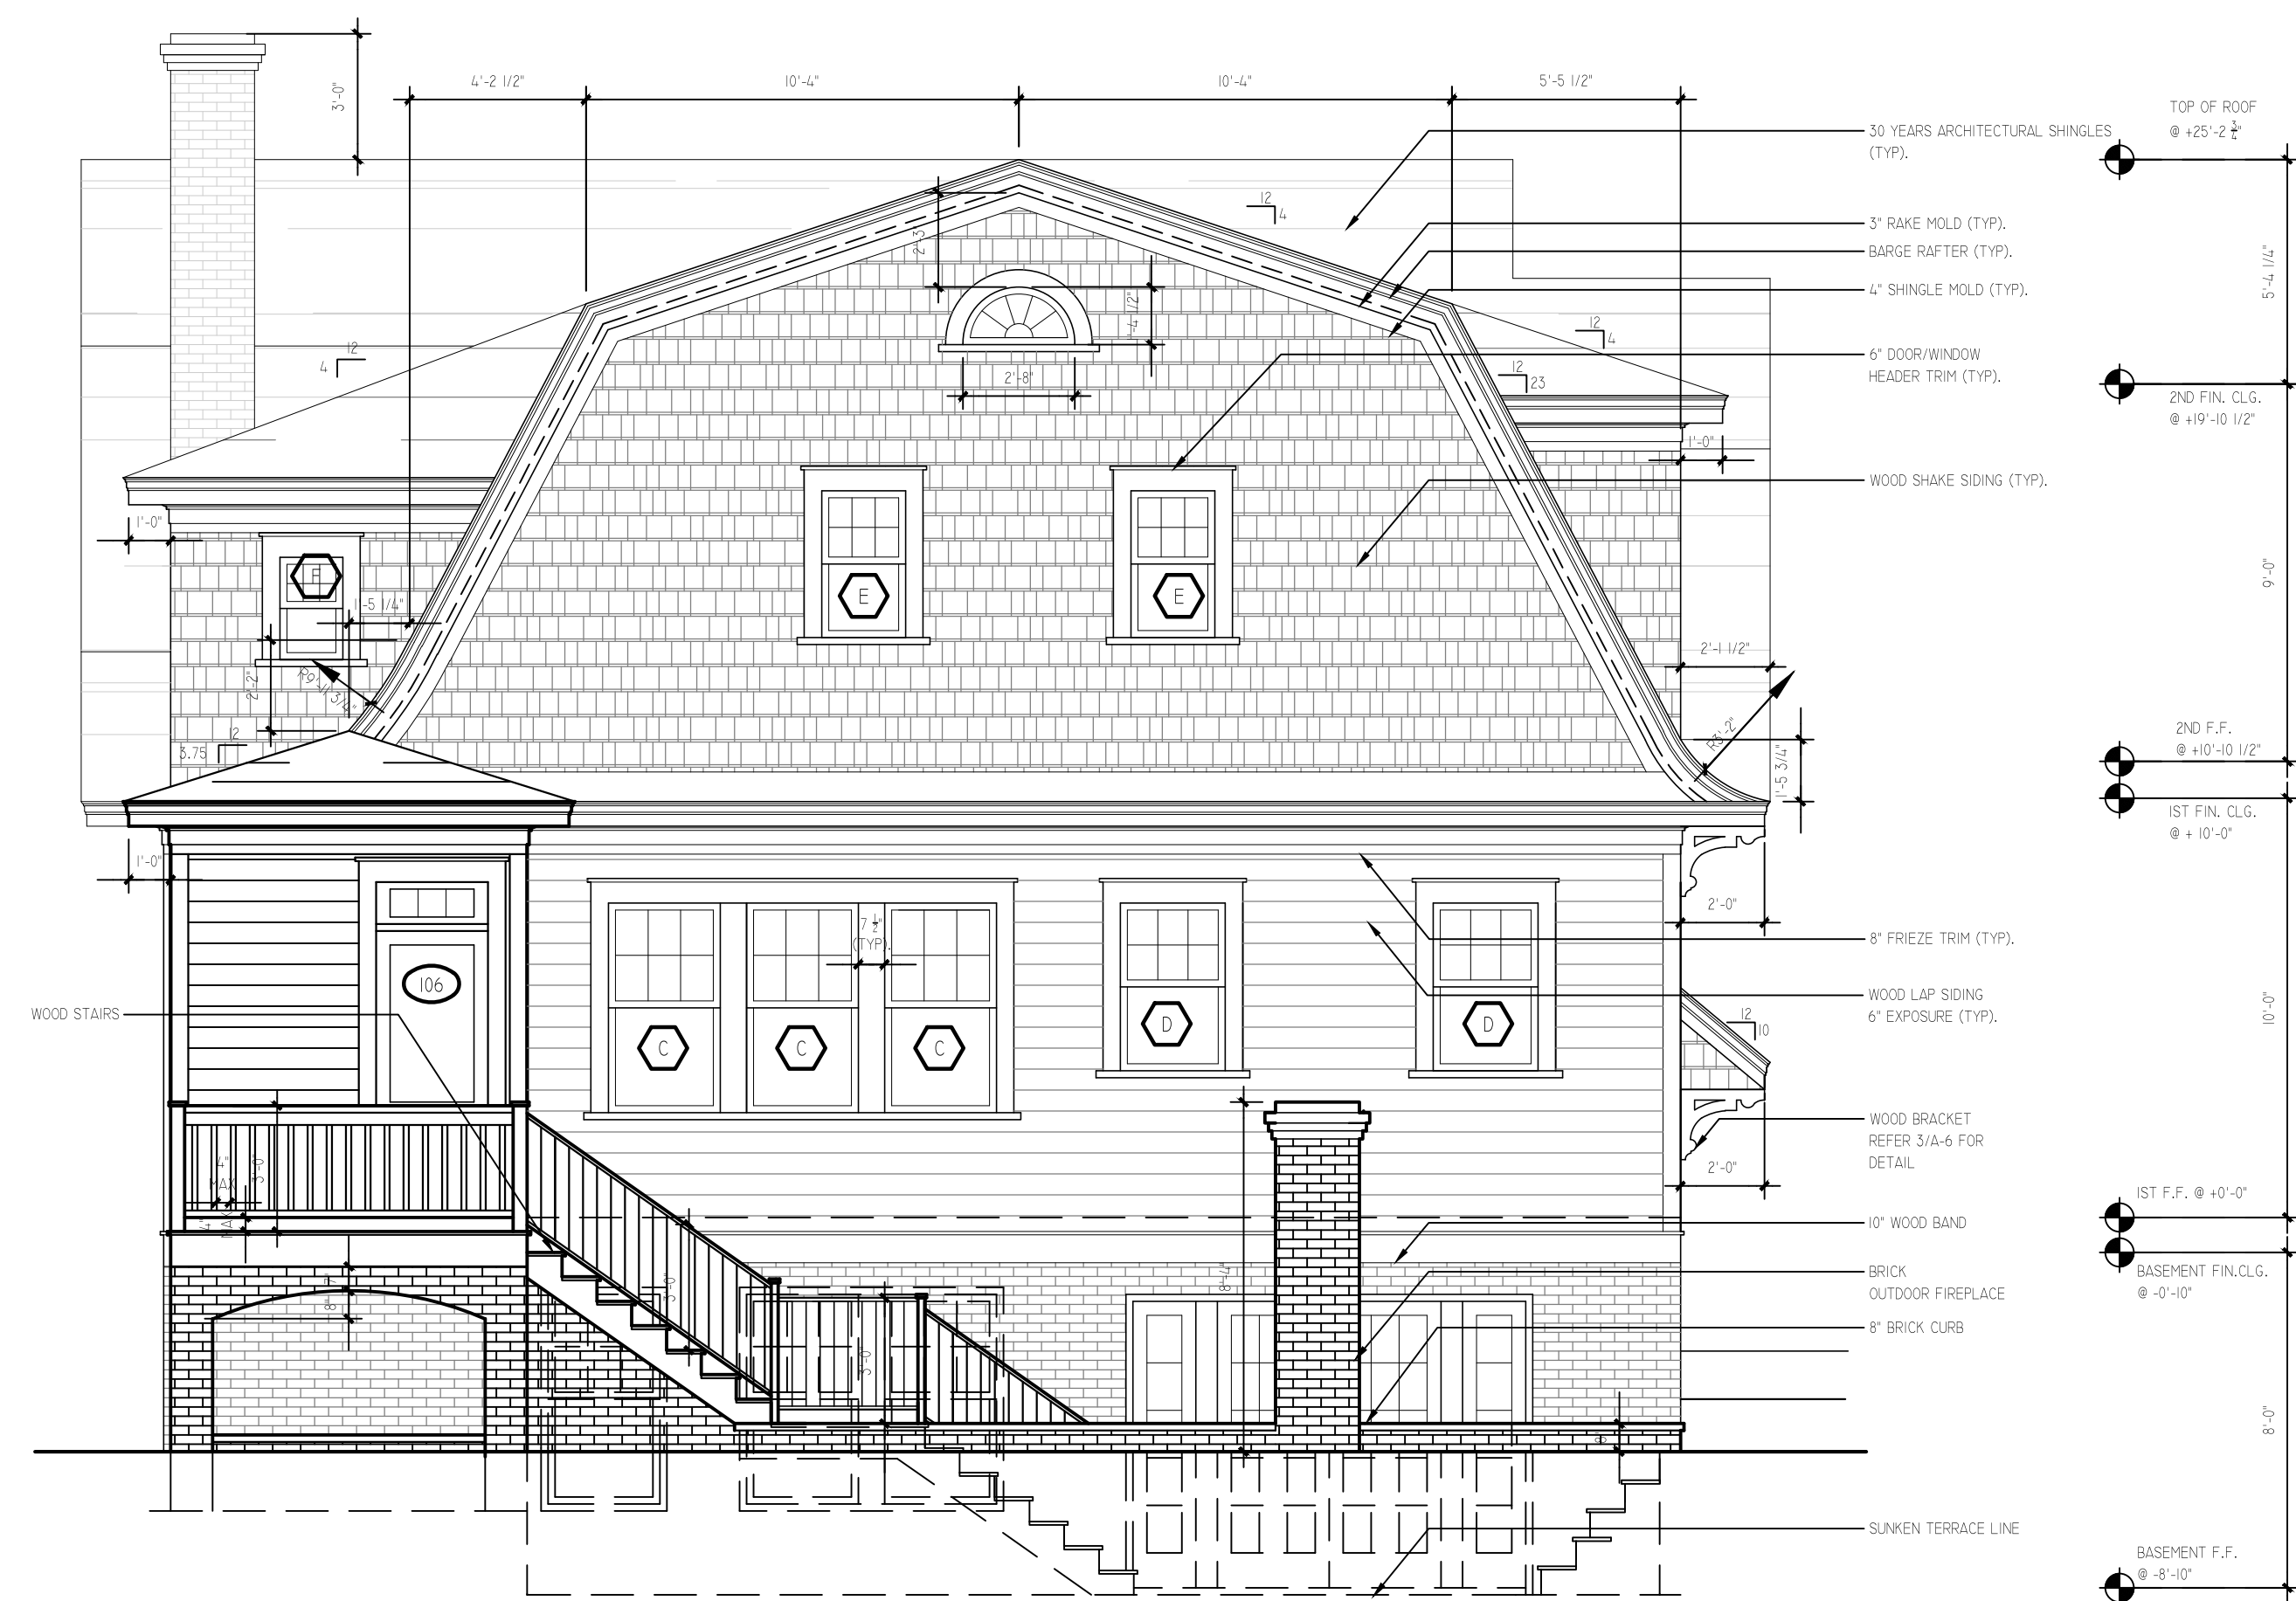 3'-0"
4'-2 1/2"
10'-4"
10'-4"
5'-5 1/2"
TOP OF ROOF
@ +25'-2 3/4"
30 YEARS ARCHITECTURAL SHINGLES
(TYP).
12
4
3" RAKE MOLD (TYP).
BARGE RAFTER (TYP).
4" SHINGLE MOLD (TYP).
2'-3"
1'-4 1/2"
2'-8"
5'-4 1/4"
12
4
12
4
12
23
6" DOOR/WINDOW
HEADER TRIM (TYP).
2ND FIN. CLG.
@ +19'-10 1/2"
1'-0"
WOOD SHAKE SIDING (TYP).
1'-0"
F
E
E
9'-0"
1'-5 1/4"
2'-2"
R9'-11 3/4"
2'-1 1/2"
R3'-2"
1'-5 3/4"
12
3.75
2ND F.F.
@ +10'-10 1/2"
1ST FIN. CLG.
@ + 10'-0"
1'-0"
2'-0"
7 1/2"
(TYP).
8" FRIEZE TRIM (TYP).
106
WOOD STAIRS
C
C
C
D
D
WOOD LAP SIDING
6" EXPOSURE (TYP).
10'-0"
12
10
WOOD BRACKET
REFER 3/A-6 FOR
DETAIL
2'-0"
4"
MAX
3'-0"
4"
MAX
1ST F.F. @ +0'-0"
10" WOOD BAND
BASEMENT FIN.CLG.
@ -0'-10"
BRICK
OUTDOOR FIREPLACE
8" BRICK CURB
7"
8"
3'-0"
3'-0"
8'-4"
8"
8'-0"
SUNKEN TERRACE LINE
BASEMENT F.F.
@ -8'-10"